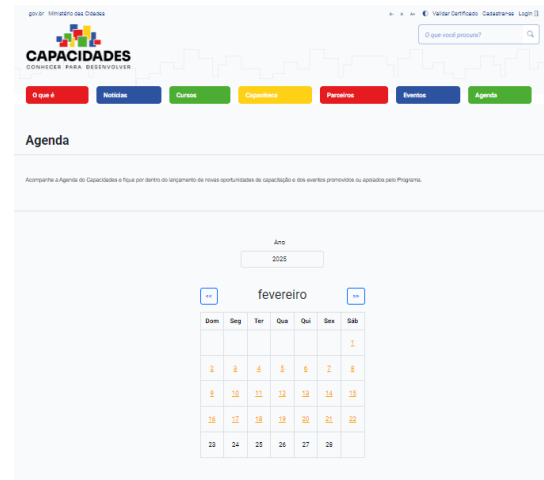 gov.br Ministério das Cidades
A- A A+ Validar Certificado Cadastre-se Login
O que você procura?
CAPACIDADES
CONHECER PARA DESENVOLVER
O que é Notícias Cursos Capacoteca Parceiros Eventos Agenda
Agenda
Acompanhe a Agenda do Capacidades e fique por dentro do lançamento de novas oportunidades de capacitação e dos eventos promovidos ou apoiados pelo Programa.
Ano
2025
<< fevereiro >>
Dom Seg Ter Qua Qui Sex Sáb
1
2 3 4 5 6 7 8
9 10 11 12 13 14 15
16 17 18 19 20 21 22
23 24 25 26 27 28